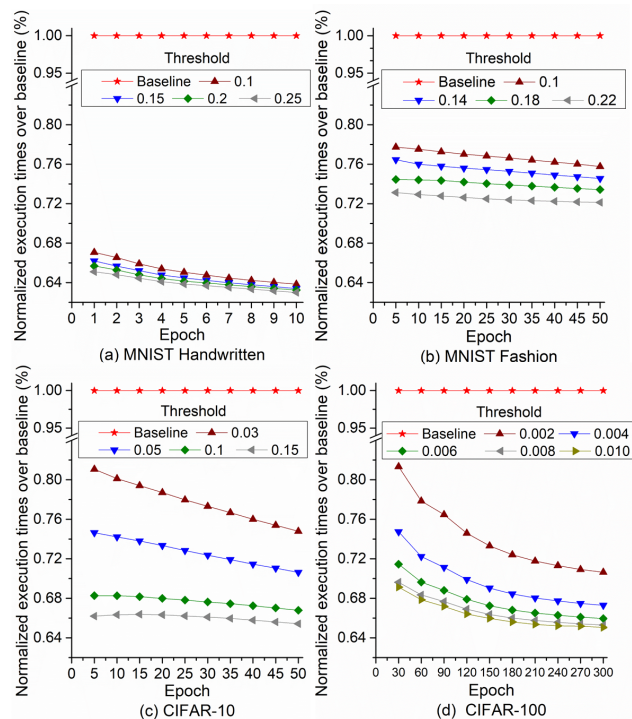 Normalized execution times over baseline (%)
1.00
0.95
0.80
0.76
0.72
0.68
0.64
Threshold
Baseline 0.1
0.15 0.2 0.25
1 2 3 4 5 6 7 8 9 10
Epoch
(a) MNIST Handwritten
Normalized execution times over baseline (%)
1.00
0.95
0.80
0.76
0.72
0.68
0.64
Threshold
Baseline 0.1
0.14 0.18 0.22
0 5 10 15 20 25 30 35 40 45 50
Epoch
(b) MNIST Fashion
Normalized execution times over baseline (%)
1.00
0.95
0.80
0.76
0.72
0.68
0.64
Threshold
Baseline 0.03
0.05 0.1 0.15
0 5 10 15 20 25 30 35 40 45 50
Epoch
(c) CIFAR-10
Normalized execution times over baseline (%)
1.00
0.95
0.80
0.76
0.72
0.68
0.64
Threshold
Baseline 0.002 0.004
0.006 0.008 0.010
0 30 60 90 120 150 180 210 240 270 300
Epoch
(d) CIFAR-100